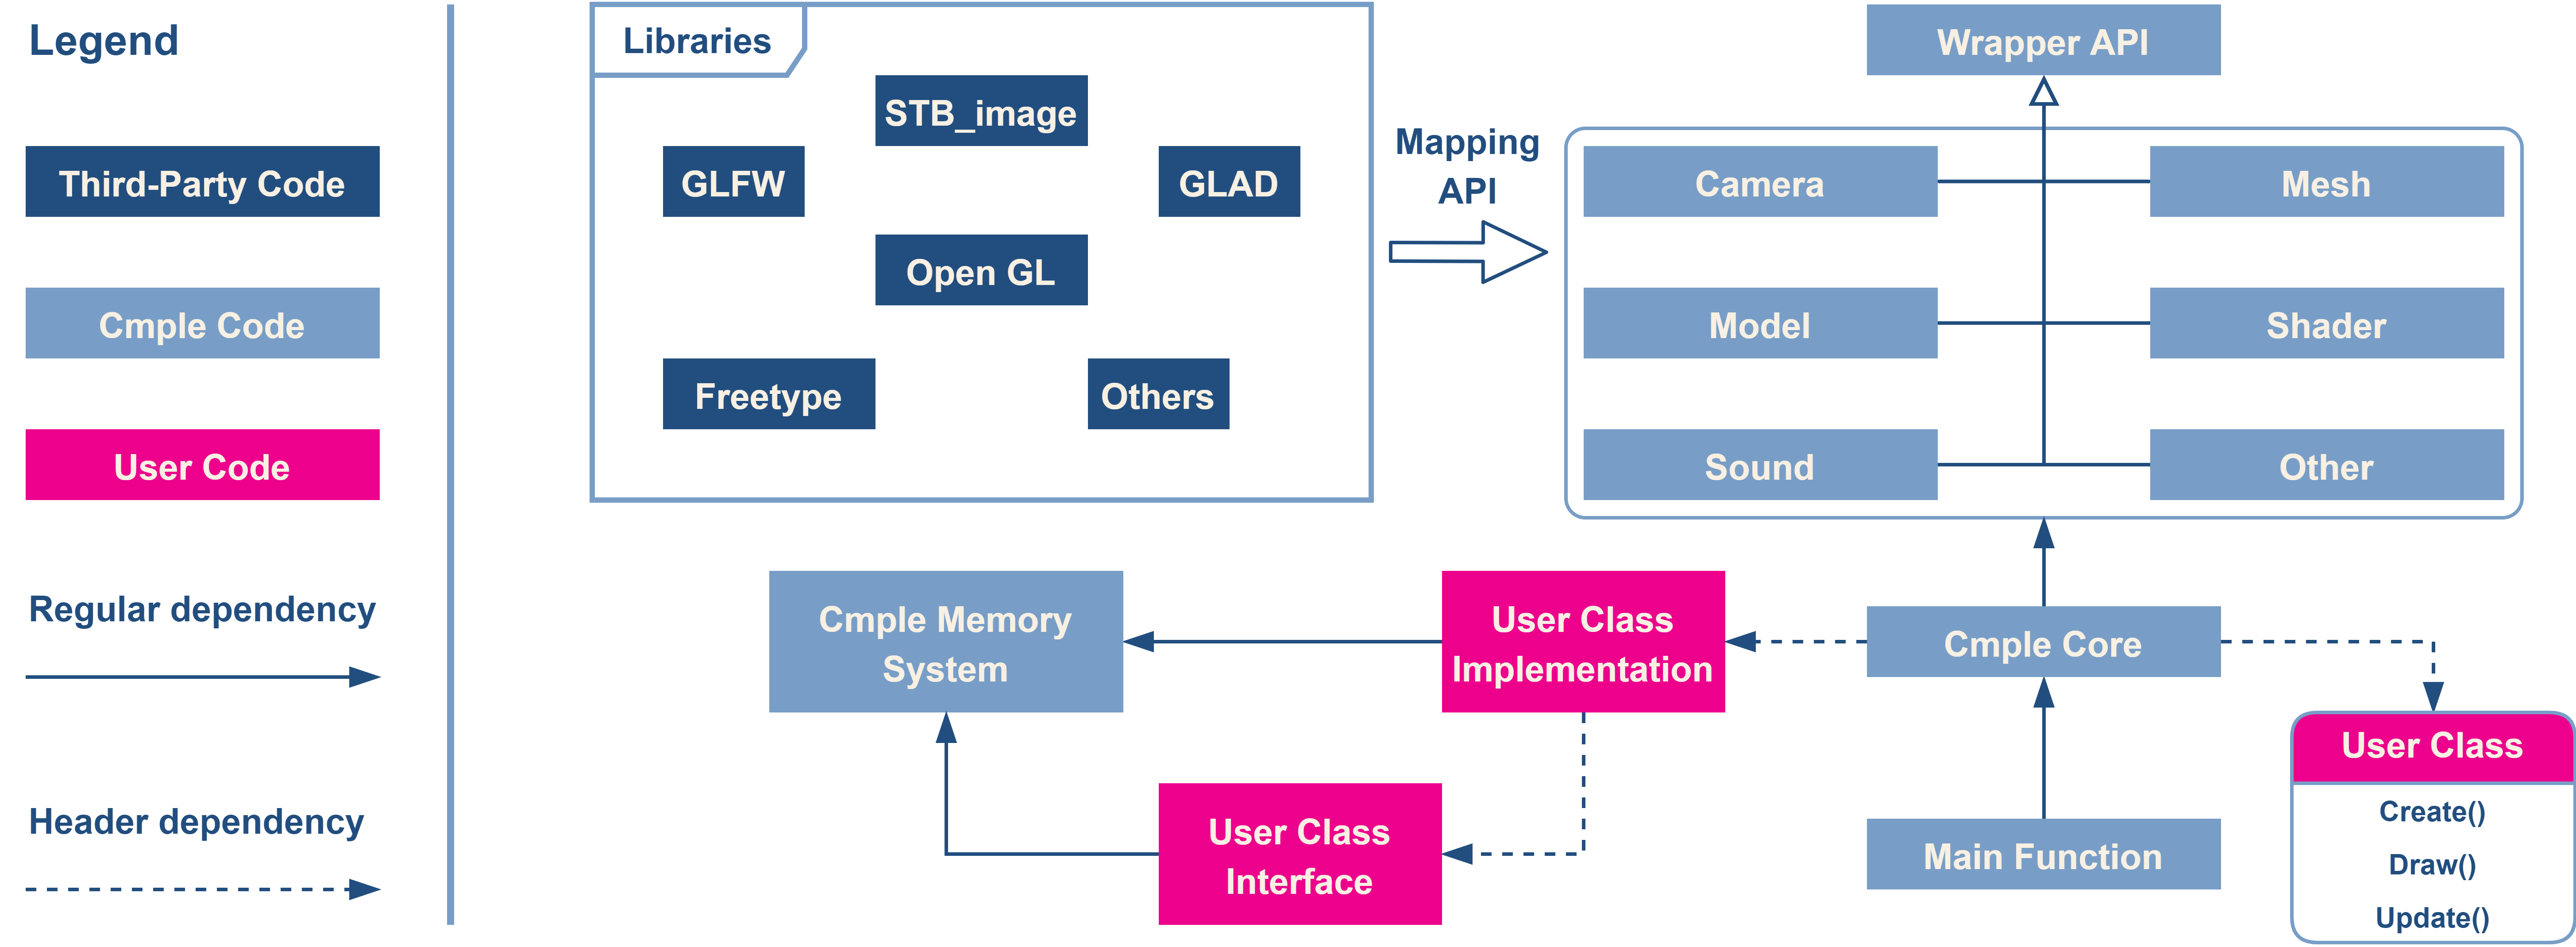 Legend
Third-Party Code
Cmple Code
User Code
Regular dependency
Header dependency
Libraries
STB_image
GLFW
GLAD
Open GL
Freetype
Others
Mapping
API
Wrapper API
Camera
Mesh
Model
Shader
Sound
Other
Cmple Memory
System
User Class
Implementation
Cmple Core
User Class
Interface
Main Function
User Class
Create()
Draw()
Update()